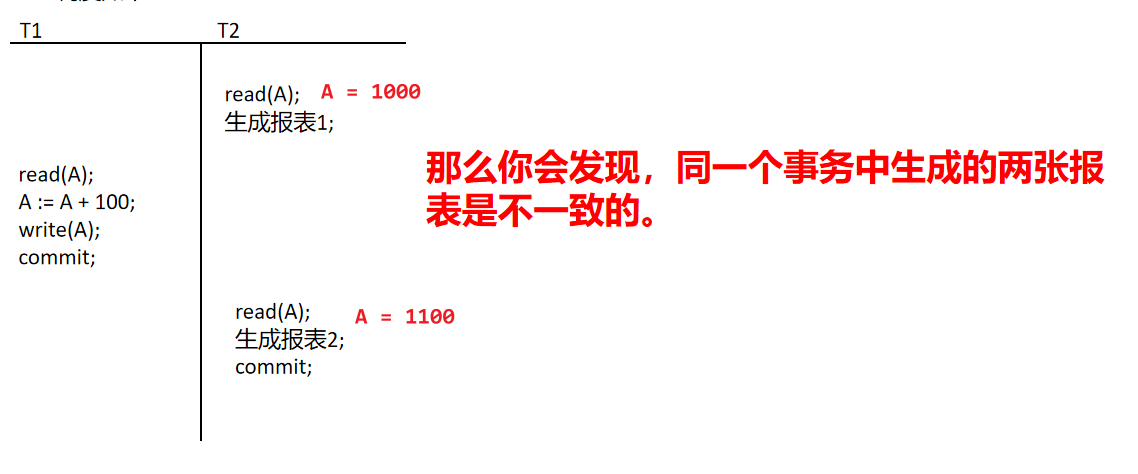 T1 T2
read(A); A = 1000
生成报表1;
那么你会发现，同一个事务中生成的两张报
表是不一致的。
read(A);
A := A + 100;
write(A);
commit;
read(A); A = 1100
生成报表2;
commit;